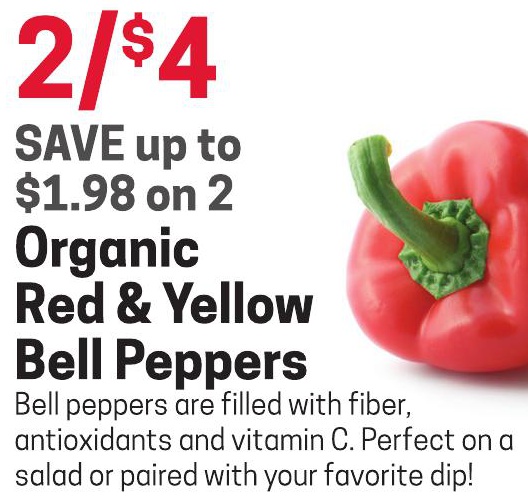 2/$4
SAVE up to
$1.98 on 2
Organic
Red & Yellow
Bell Peppers
Bell peppers are filled with fiber,
antioxidants and vitamin C. Perfect on a
salad or paired with your favorite dip!